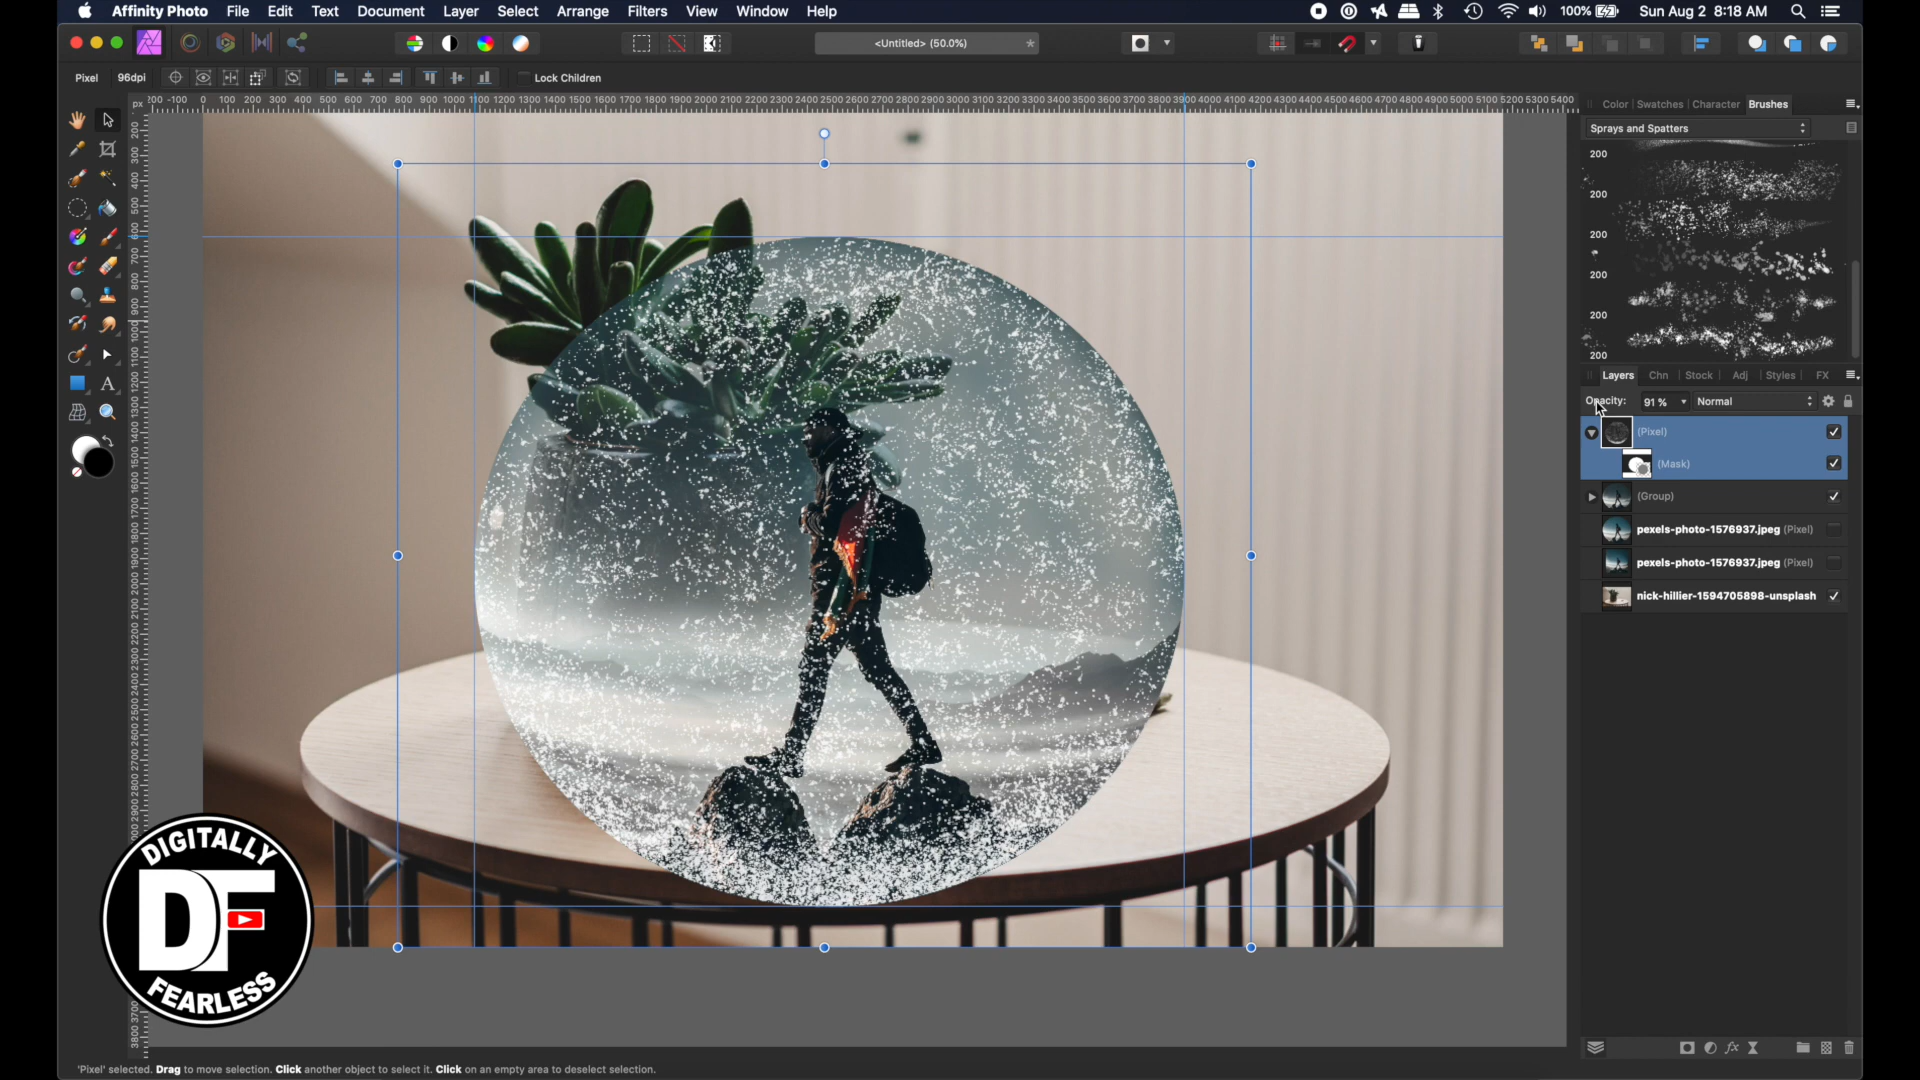 Affinity Photo File Edit Text Document Layer Select Arrange Filters View Window Help
100% Sun Aug 2 8:18 AM
<Untitled> (50.0%)
Pixel 96dpi Lock Children
px
Color Swatches Character Brushes
Sprays and Spatters
200
200
200
200
200
200
Layers Chn Stock Adj Styles FX
Opacity: 91 % Normal
(Pixel)
(Mask)
(Group)
pexels-photo-1576937.jpeg (Pixel)
pexels-photo-1576937.jpeg (Pixel)
nick-hillier-1594705898-unsplash
DIGITALLY
DF
FEARLESS
'Pixel' selected. Drag to move selection. Click another object to select it. Click on an empty area to deselect selection.